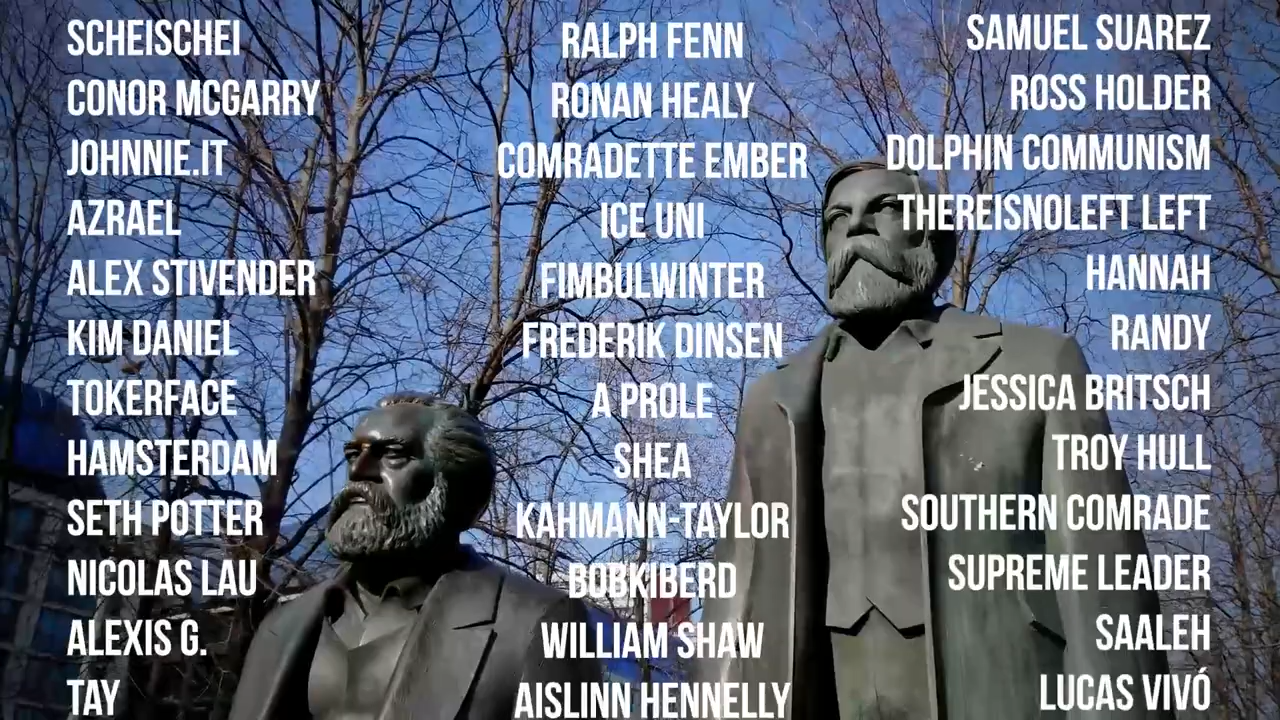 SCHEISCHEI
CONOR MCGARRY
JOHNNIE.IT
AZRAEL
ALEX STIVENDER
KIM DANIEL
TOKERFACE
HAMSTERDAM
SETH POTTER
NICOLAS LAU
ALEXIS G.
TAY
RALPH FENN
RONAN HEALY
COMRADETTE EMBER
ICE UNI
FIMBULWINTER
FREDERIK DINSEN
A PROLE
SHEA
KAHMANN-TAYLOR
BOBKIBERD
WILLIAM SHAW
AISLINN HENNELLY
SAMUEL SUAREZ
ROSS HOLDER
DOLPHIN COMMUNISM
THEREISNOLEFT LEFT
HANNAH
RANDY
JESSICA BRITSCH
TROY HULL
SOUTHERN COMRADE
SUPREME LEADER
SAALEH
LUCAS VIVÓ